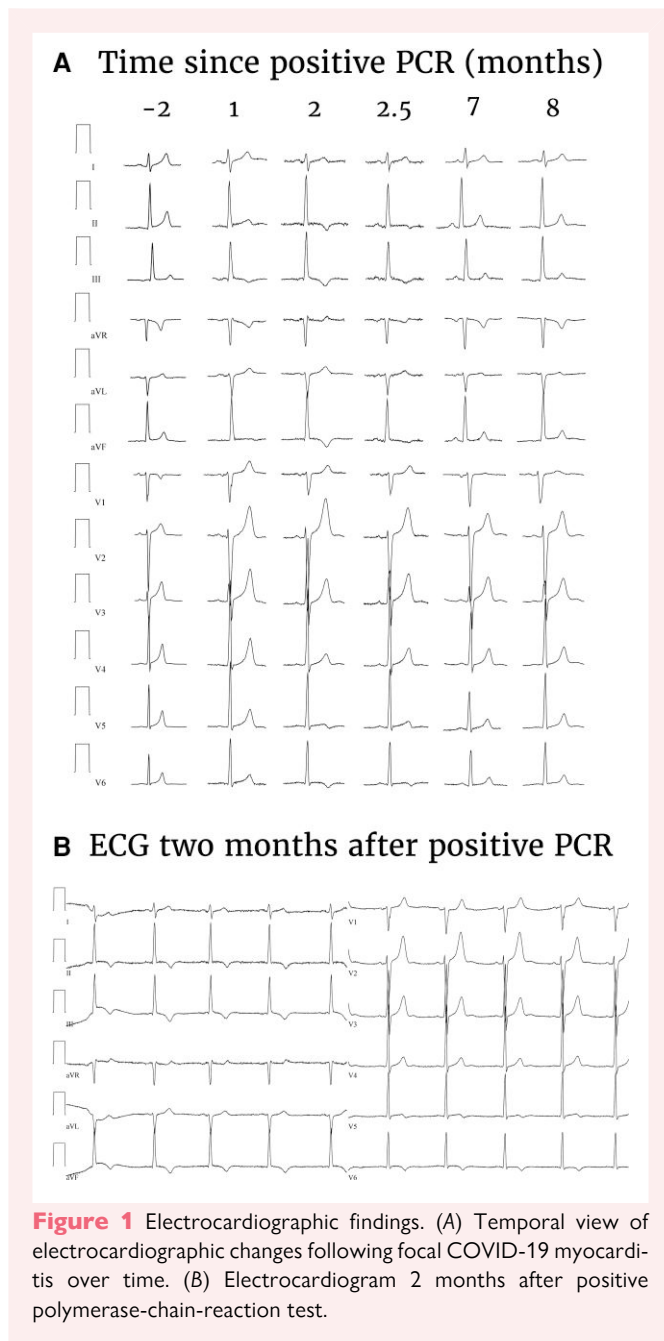 A Time since positive PCR (months)
-2 1 2 2.5 7 8
I
II
III
aVR
aVL
aVF
V1
V2
V3
V4
V5
V6
B ECG two months after positive PCR
I V1
II V2
III V3
aVR V4
aVL V5
aVF V6
Figure 1 Electrocardiographic findings. (A) Temporal view of
electrocardiographic changes following focal COVID-19 myocardi-
tis over time. (B) Electrocardiogram 2 months after positive
polymerase-chain-reaction test.